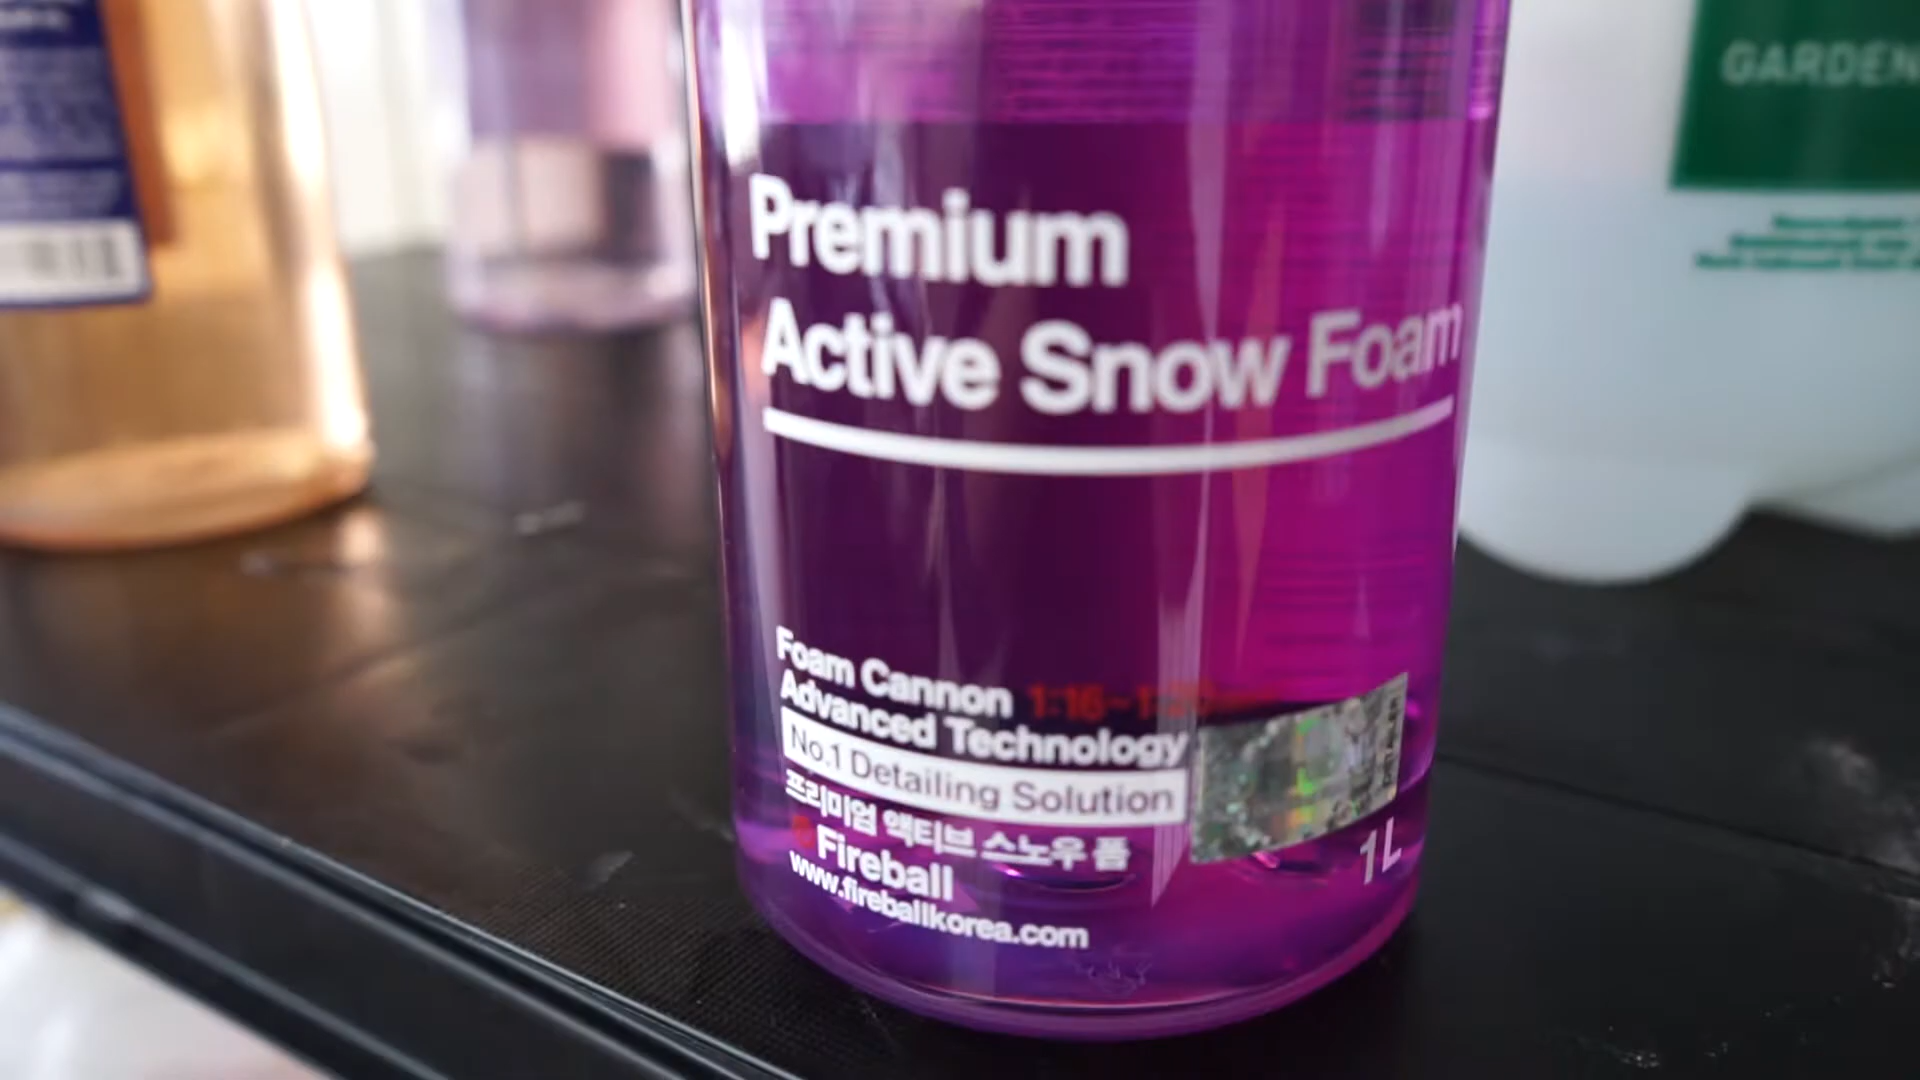 Premium
Active Snow Foam
Foam Cannon
Advanced Technology
No.1 Detailing Solution
프리미엄 액티브 스노우 폼
Fireball
www.fireballkorea.com
1L
GARDEN